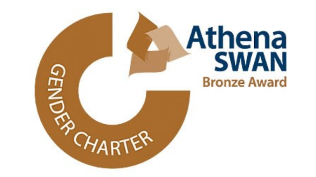 Athena
SWAN
Bronze Award
GENDER CHARTER